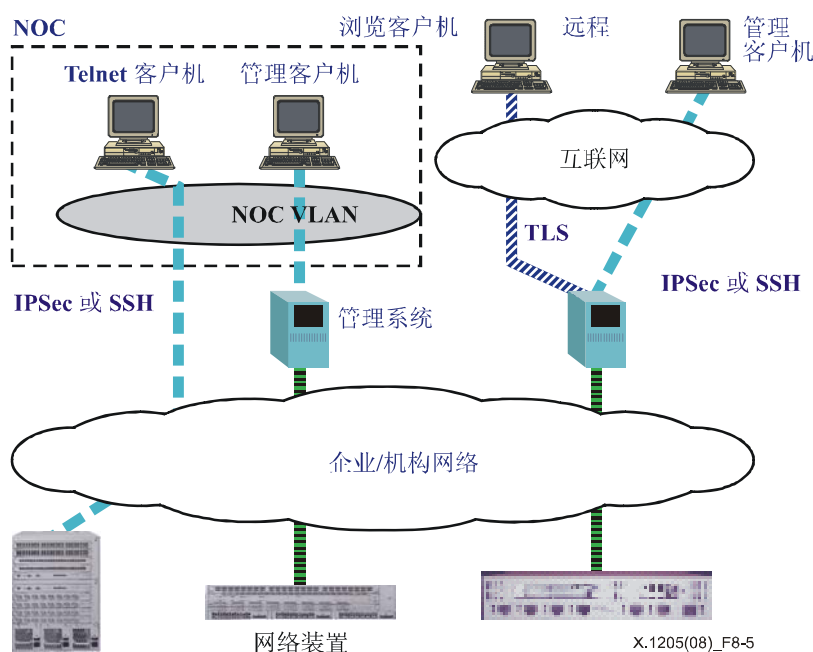 NOC
浏览客户机
远程
管理
客户机
Telnet 客户机
管理客户机
互联网
NOC VLAN
TLS
IPSec 或 SSH
IPSec 或 SSH
管理系统
企业/机构网络
网络装置
X.1205(08)_F8-5